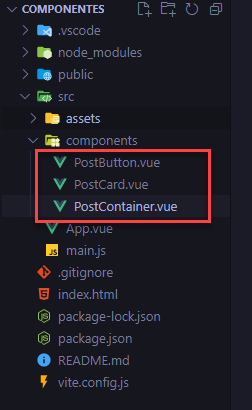 COMPONENTES
.vscode
node_modules
public
src
assets
components
PostButton.vue
PostCard.vue
PostContainer.vue
App.vue
JS main.js
.gitignore
index.html
package-lock.json
package.json
README.md
vite.config.js